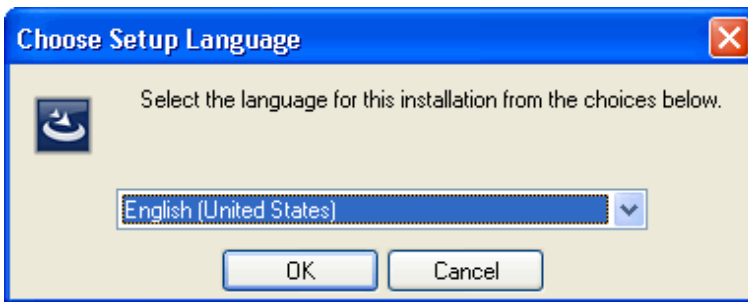 Choose Setup Language
Select the language for this installation from the choices below.
English (United States)
OK
Cancel